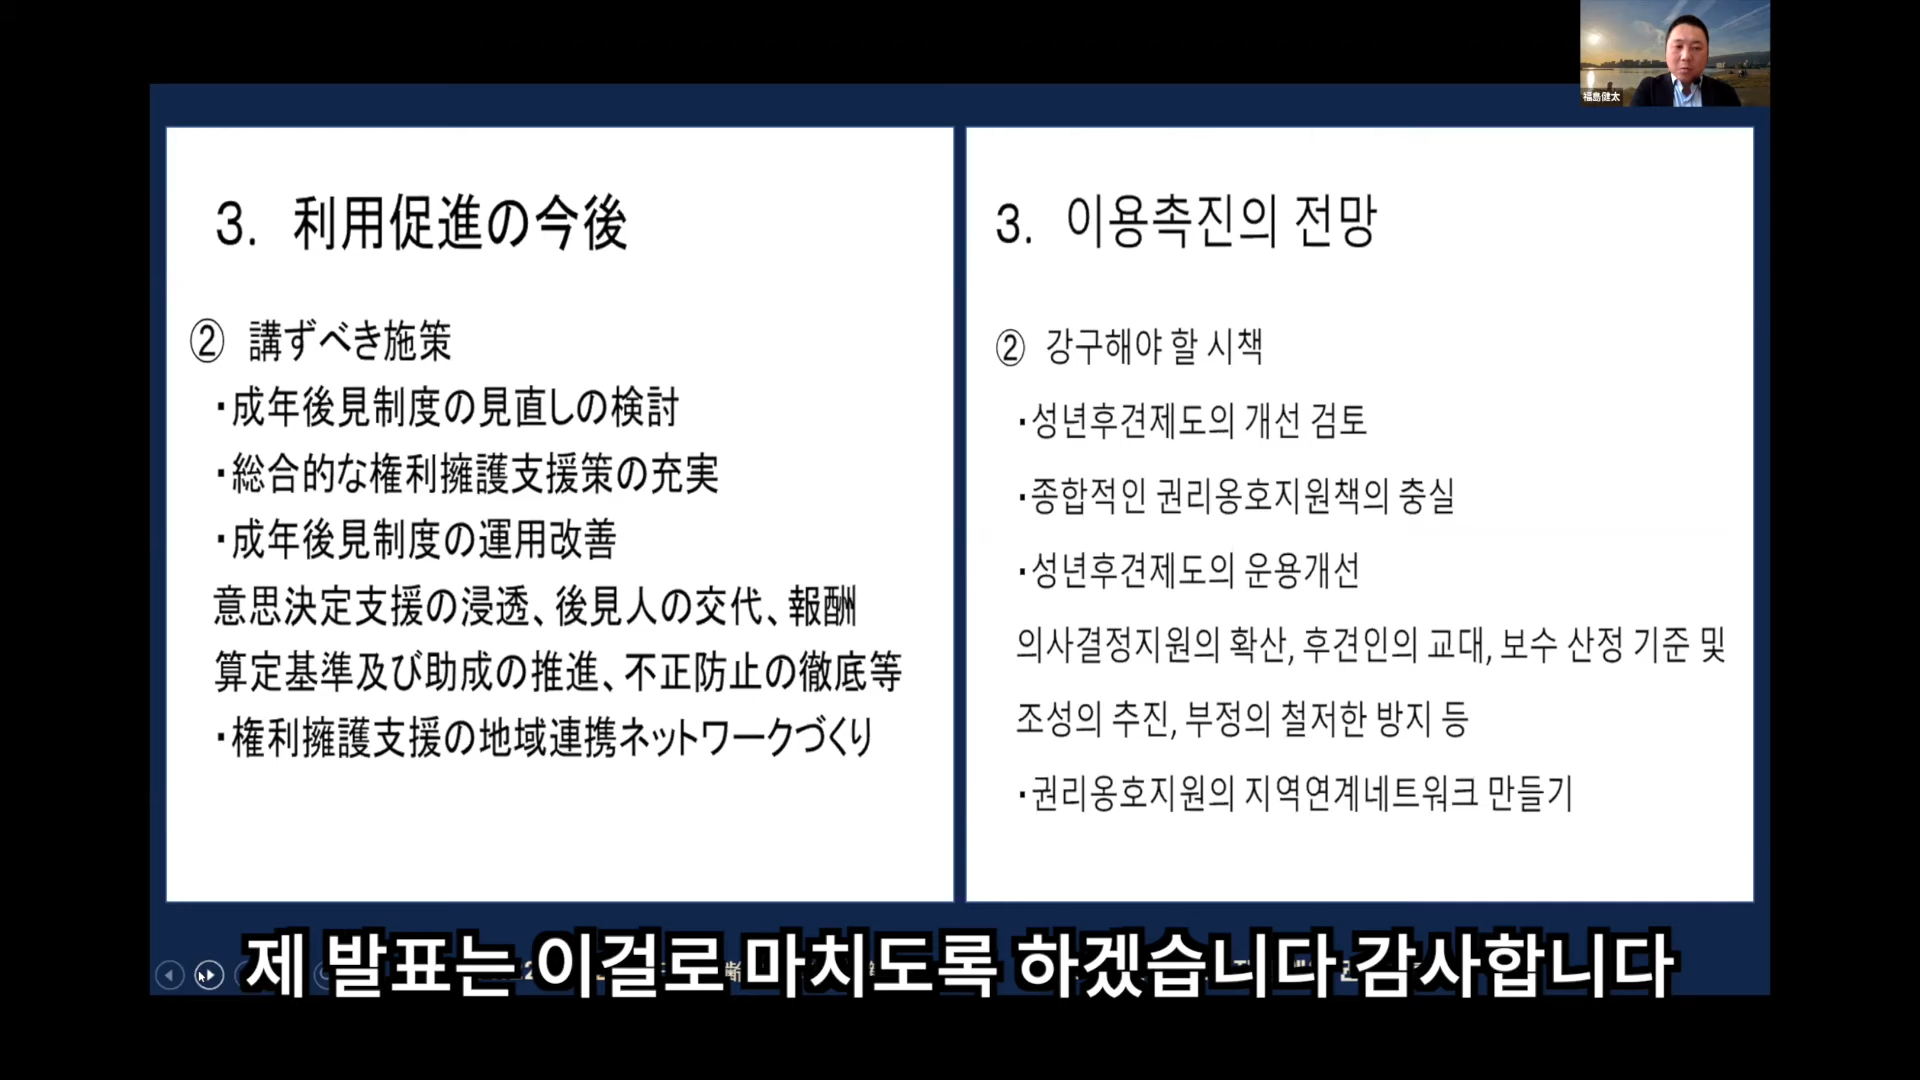 福島健太
3. 利用促進の今後
② 講ずべき施策
・成年後見制度の見直しの検討
・総合的な権利擁護支援策の充実
・成年後見制度の運用改善
意思決定支援の浸透、後見人の交代、報酬
算定基準及び助成の推進、不正防止の徹底等
・権利擁護支援の地域連携ネットワークづくり
3. 이용촉진의 전망
② 강구해야 할 시책
・성년후견제도의 개선 검토
・종합적인 권리옹호지원책의 충실
・성년후견제도의 운용개선
의사결정지원의 확산, 후견인의 교대, 보수 산정 기준 및
조성의 추진, 부정의 철저한 방지 등
・권리옹호지원의 지역연계네트워크 만들기
제 발표는 이걸로 마치도록 하겠습니다 감사합니다